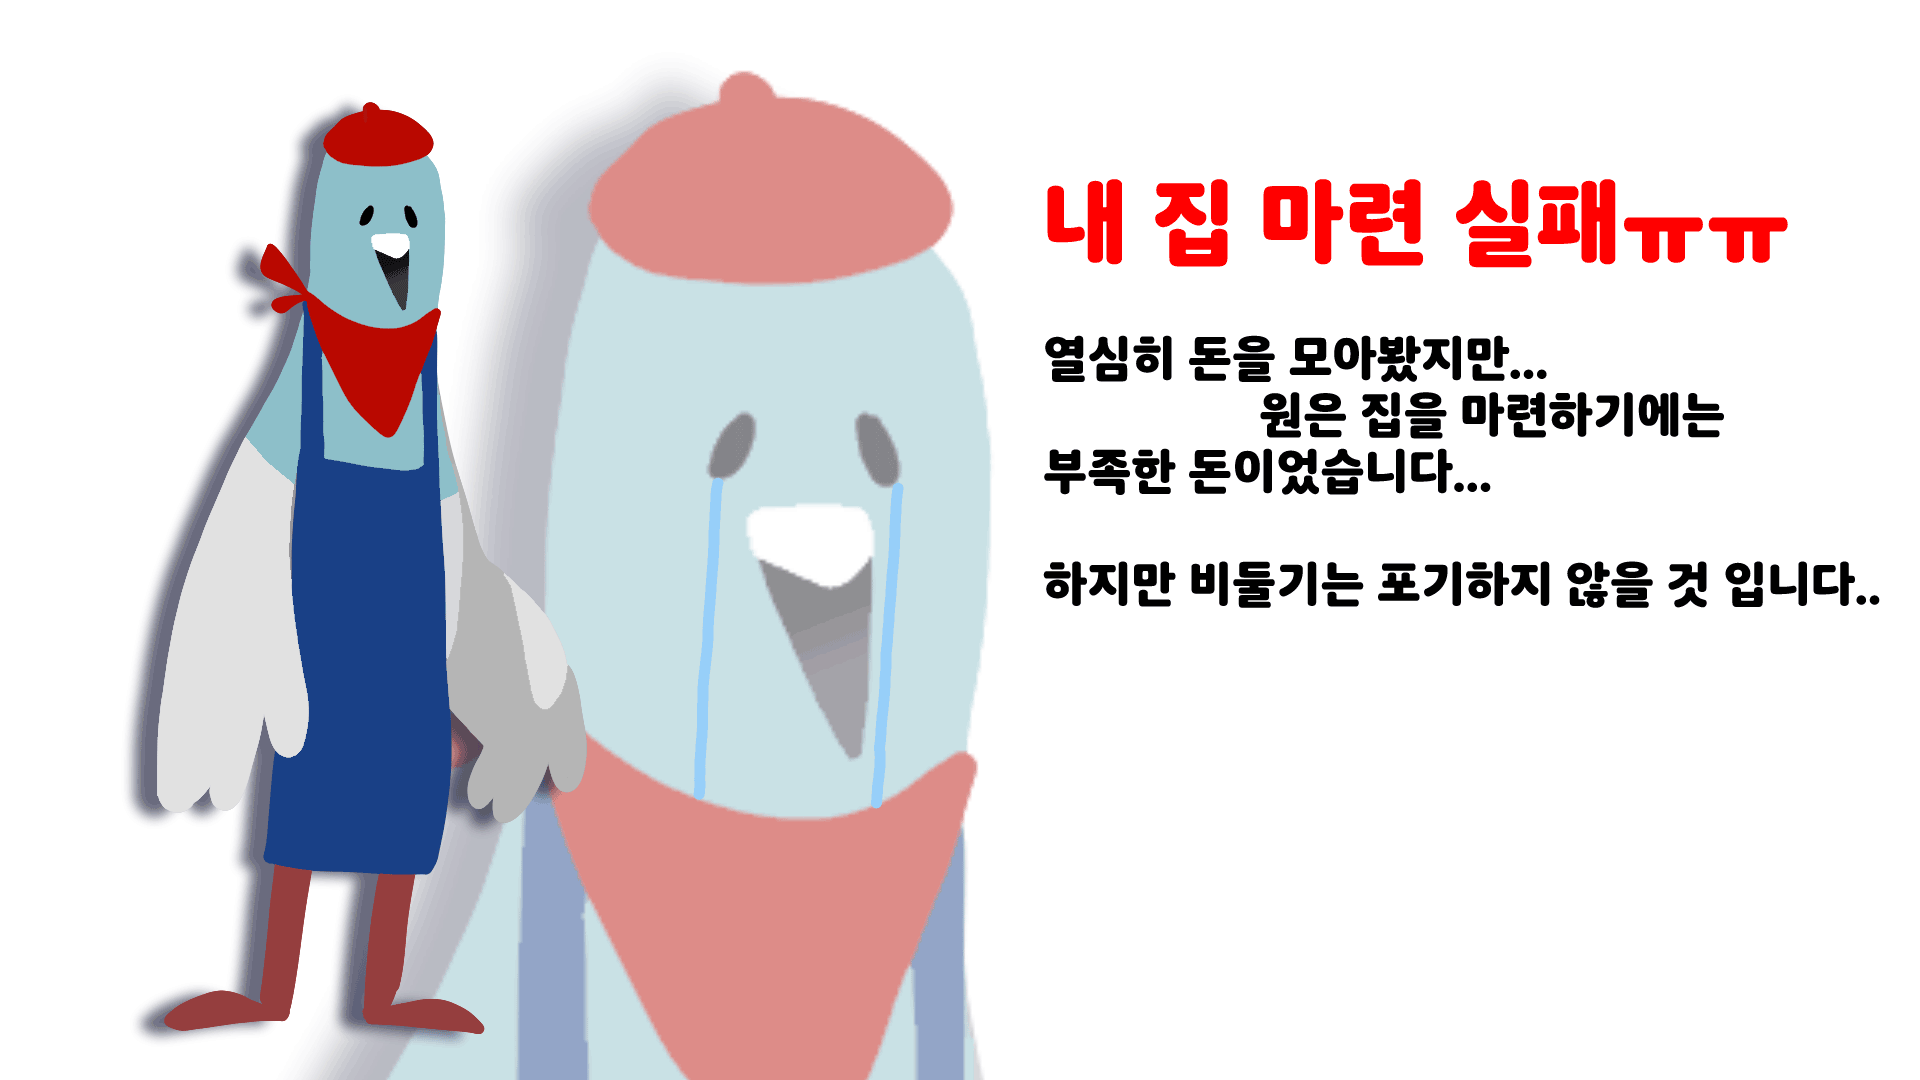 내 집 마련 실패ㅠㅠ
열심히 돈을 모아봤지만...
원은 집을 마련하기에는
부족한 돈이었습니다...
하지만 비둘기는 포기하지 않을 것 입니다..